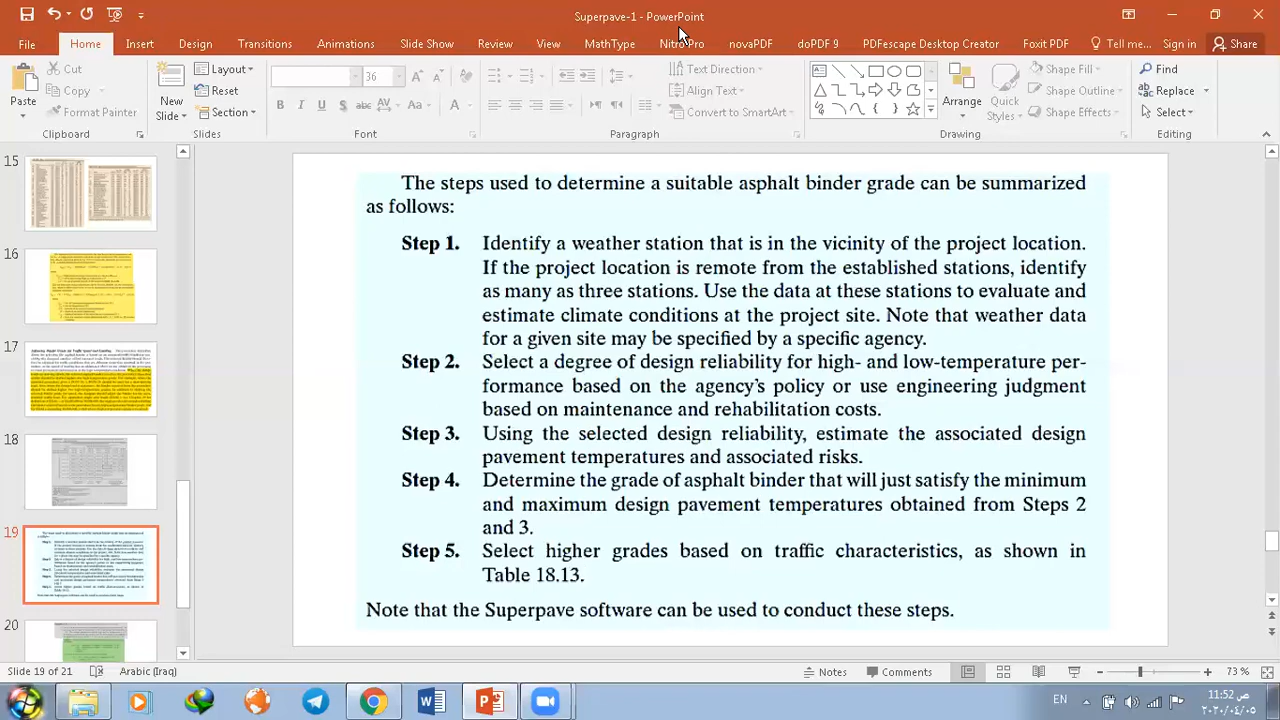 Superpave-1 - PowerPoint
File Home Insert Design Transitions Animations Slide Show Review View MathType Nitro Pro novaPDF doPDF 9 PDFescape Desktop Creator Foxit PDF Tell me... Sign in Share
Paste
Cut
Copy
Format Painter
Clipboard
New
Slide
Layout
Reset
Section
Slides
36
Font
Paragraph
Text Direction
Align Text
Convert to SmartArt
Arrange
Quick
Styles
Shape Fill
Shape Outline
Shape Effects
Drawing
Find
Replace
Select
Editing
15
16
17
18
19
20
The steps used to determine a suitable asphalt binder grade can be summarized
as follows:
Step 1. Identify a weather station that is in the vicinity of the project location.
If the project location is remote from the established stations, identify
as many as three stations. Use the data at these stations to evaluate and
estimate climate conditions at the project site. Note that weather data
for a given site may be specified by a specific agency.
Step 2. Select a degree of design reliability for high- and low-temperature per-
formance based on the agency's policy, use engineering judgment
based on maintenance and rehabilitation costs.
Step 3. Using the selected design reliability, estimate the associated design
pavement temperatures and associated risks.
Step 4. Determine the grade of asphalt binder that will just satisfy the minimum
and maximum design pavement temperatures obtained from Steps 2
and 3.
Step 5. Select higher grades based on traffic characteristics, as shown in
Note that the Superpave software can be used to conduct these steps.
Slide 19 of 21 Arabic (Iraq) Notes Comments 73 %
EN
11:52 ص
٢٠٢٠/٠٤/٠٥